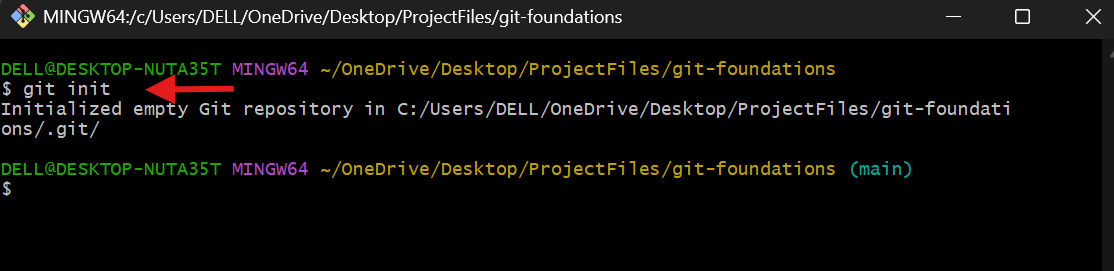 MINGW64:/c/Users/DELL/OneDrive/Desktop/ProjectFiles/git-foundations
DELL@DESKTOP-NUTA35T MINGW64 ~/OneDrive/Desktop/ProjectFiles/git-foundations
$ git init
Initialized empty Git repository in C:/Users/DELL/OneDrive/Desktop/ProjectFiles/git-foundati
ons/.git/
DELL@DESKTOP-NUTA35T MINGW64 ~/OneDrive/Desktop/ProjectFiles/git-foundations (main)
$